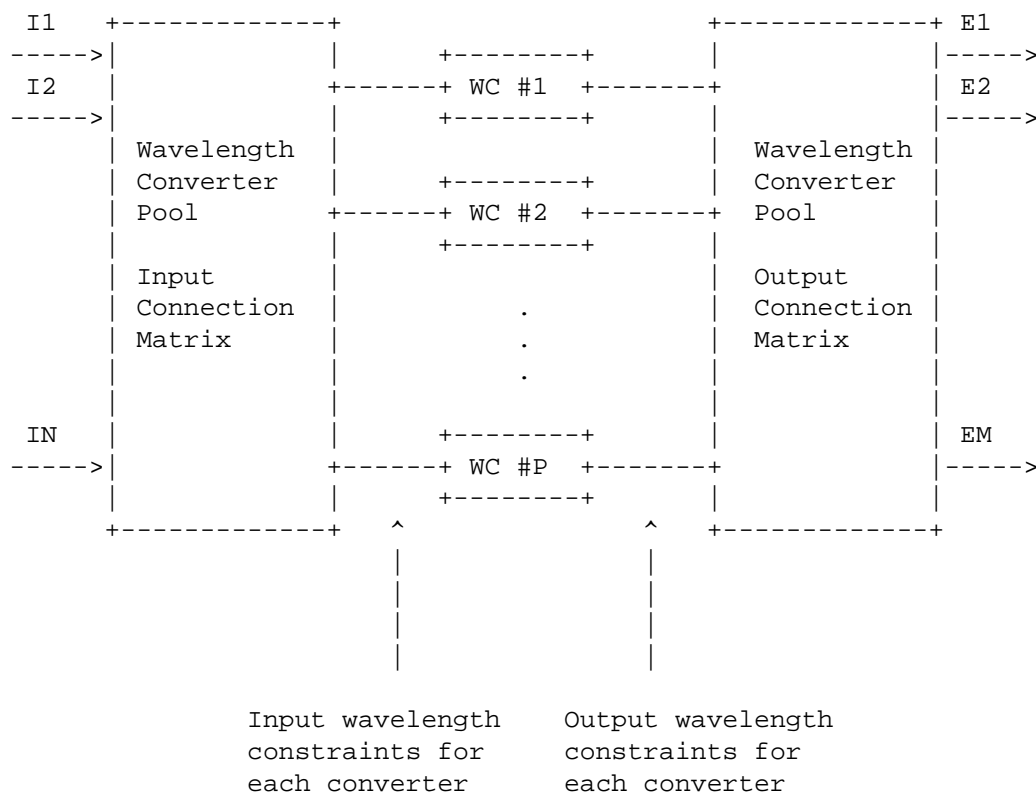 I1 E1
I2 WC #1 E2
Wavelength Wavelength
Converter Converter
Pool WC #2 Pool
Input Output
Connection . Connection
Matrix . Matrix
.
IN EM
WC #P
Input wavelength Output wavelength
constraints for constraints for
each converter each converter